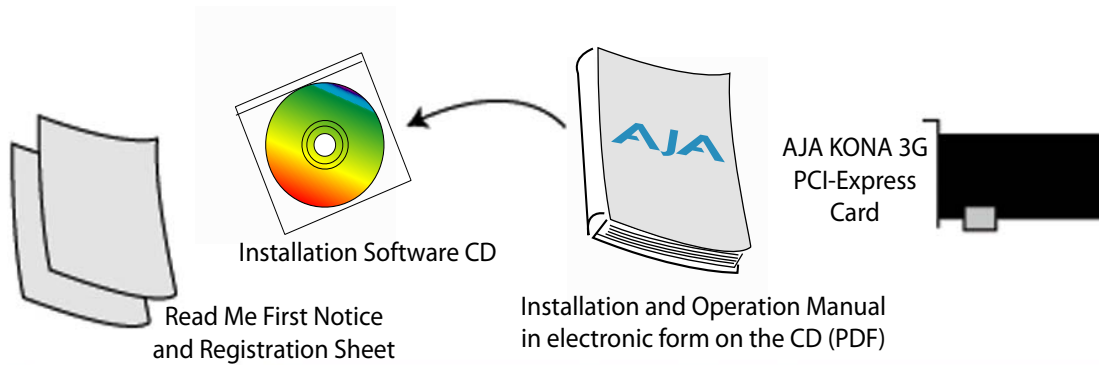 AJA
AJA KONA 3G
PCI-Express
Card
Installation Software CD
Installation and Operation Manual
in electronic form on the CD (PDF)
Read Me First Notice
and Registration Sheet